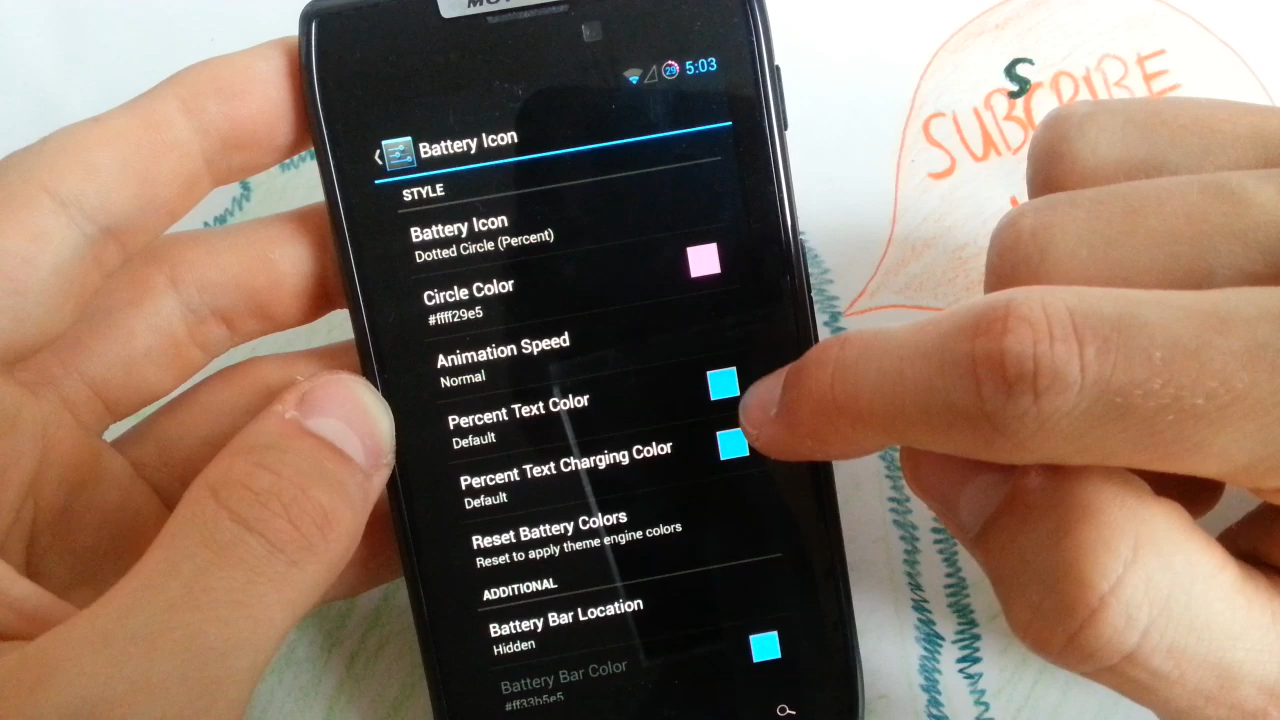 29 5:03
Battery Icon
STYLE
Battery Icon
Dotted Circle (Percent)
Circle Color
#ffff29e5
Animation Speed
Normal
Percent Text Color
Default
Percent Text Charging Color
Default
Reset Battery Colors
Reset to apply theme engine colors
ADDITIONAL
Battery Bar Location
Hidden
Battery Bar Color
#ff33b5e5
S
SUBSCRIBE